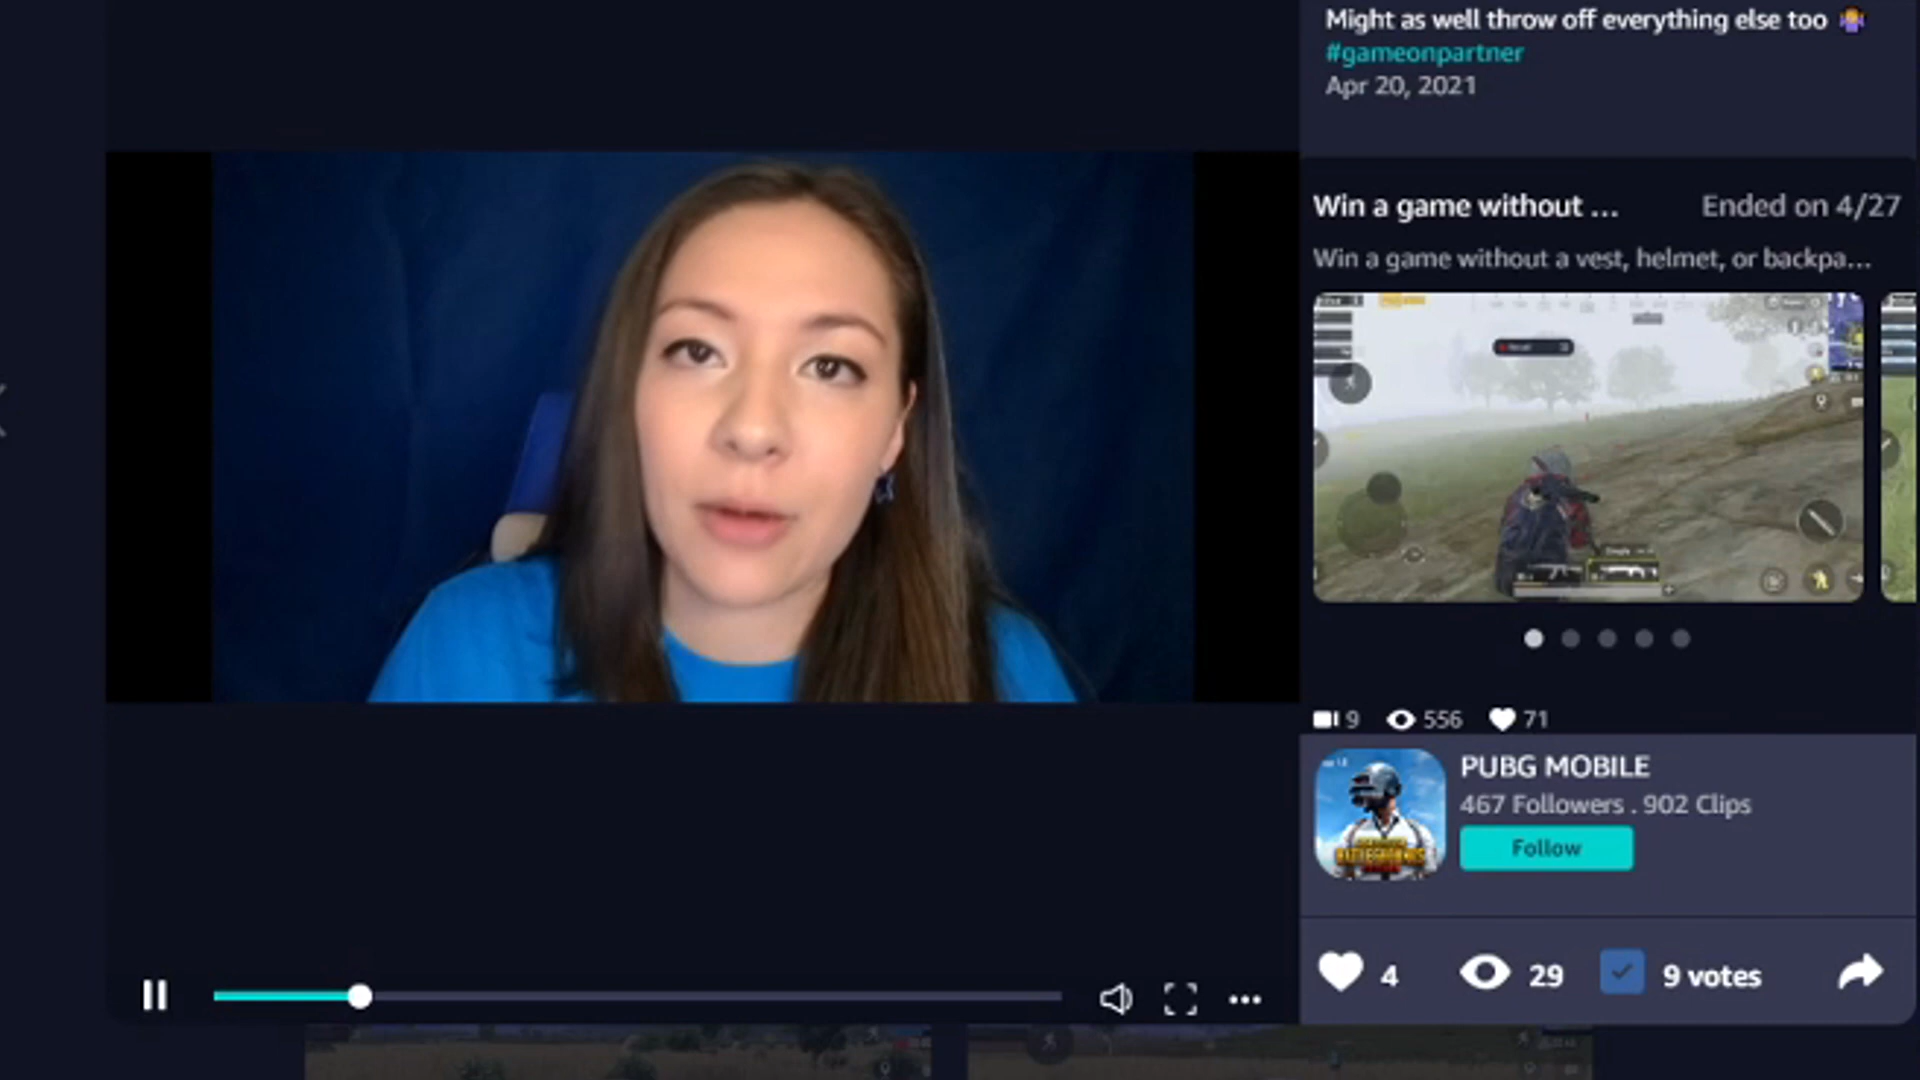 Might as well throw off everything else too
#gameonpartner
Apr 20, 2021
Win a game without ... Ended on 4/27
Win a game without a vest, helmet, or backpa...
9 556 71
PUBG MOBILE
467 Followers . 902 Clips
BATTLEGROUNDS
Follow
4 29 9 votes